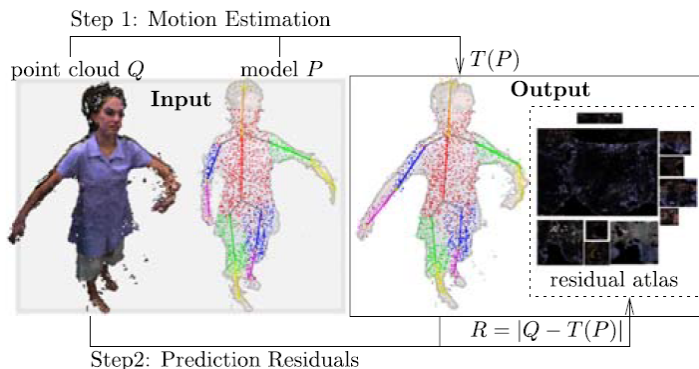 Step 1: Motion Estimation
point cloud Q
model P
T(P)
Input
Output
residual atlas
R = |Q − T(P)|
Step2: Prediction Residuals